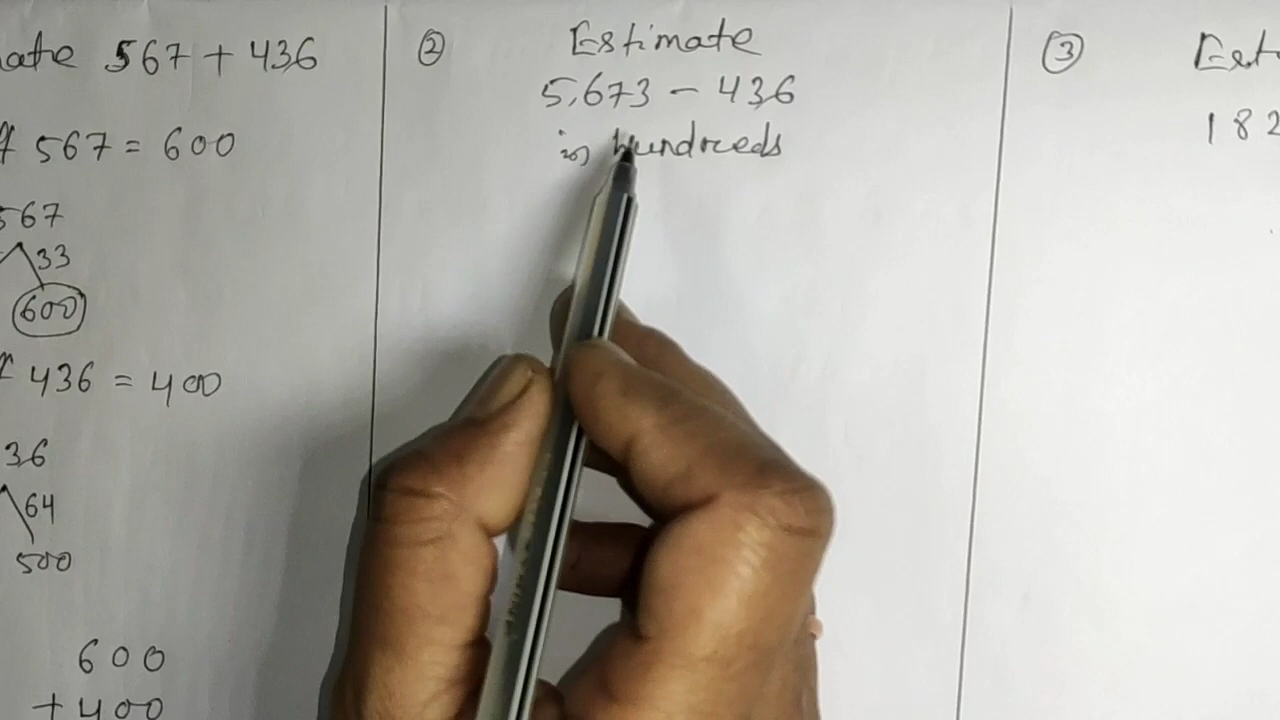 ate 567 + 436
567 = 600
567
33
600
436 = 400
36
64
500
600
+400
②
Estimate
5,673 - 436
in hundreds
③
182